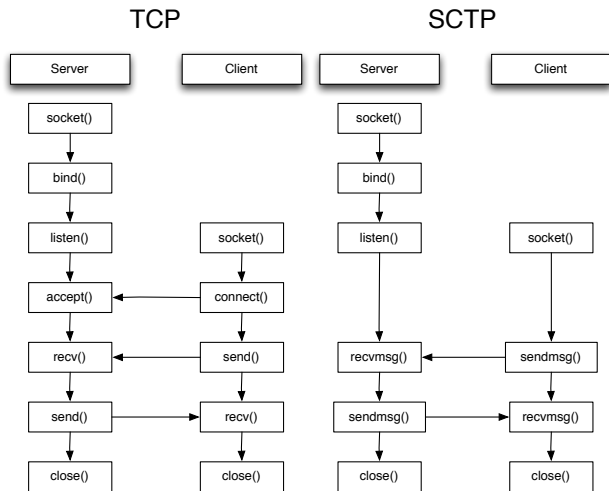 TCP
SCTP
Server
Client
Server
Client
socket()
socket()
bind()
bind()
listen()
socket()
listen()
socket()
accept()
connect()
recv()
send()
recvmsg()
sendmsg()
send()
recv()
sendmsg()
recvmsg()
close()
close()
close()
close()